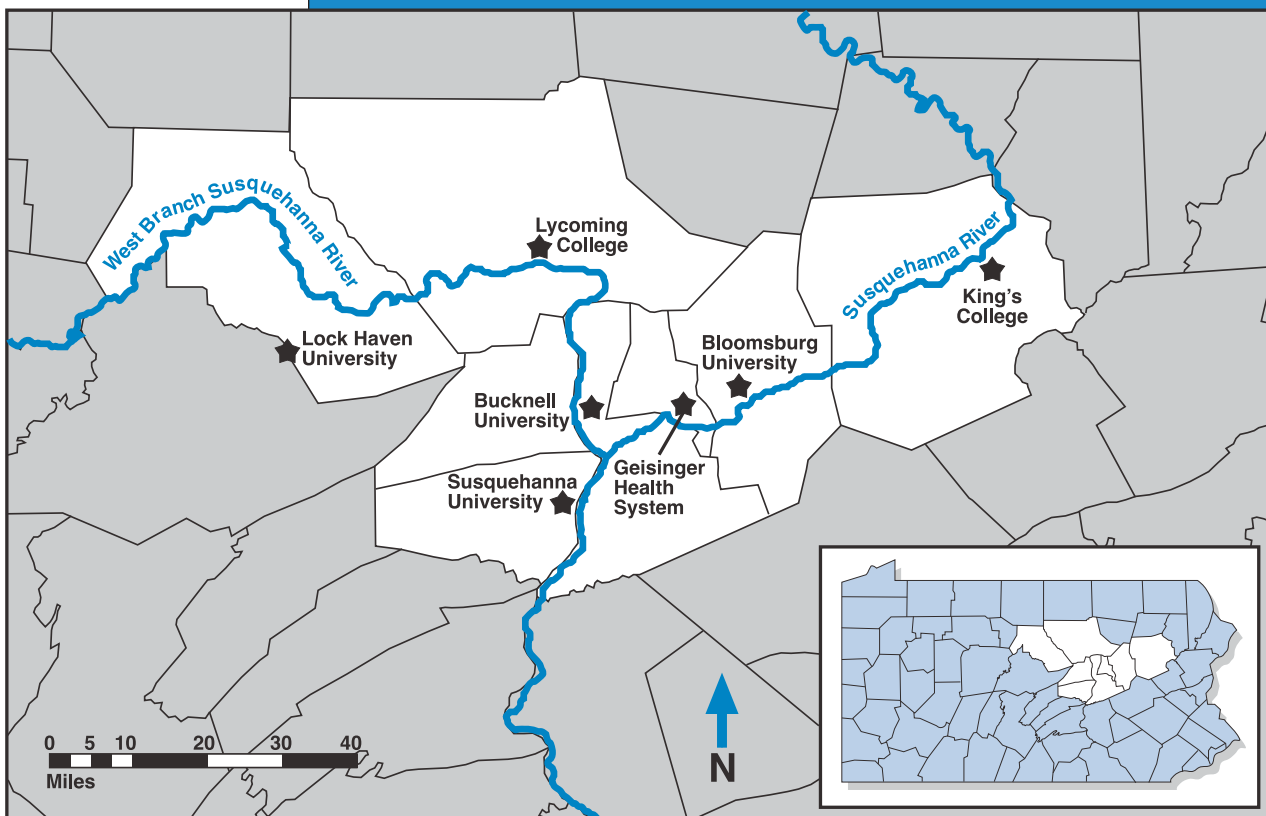 West Branch Susquehanna
River
Lycoming
College
Susquehanna River
King's
College
Lock Haven
University
Bloomsburg
University
Bucknell
University
Geisinger
Health
System
Susquehanna
University
0 5 10 20 30 40
Miles
N